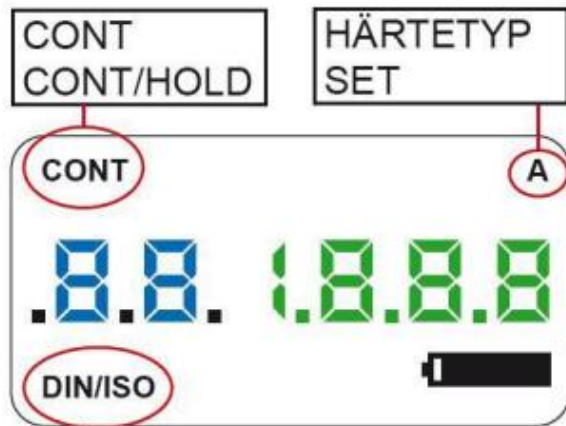 CONT
CONT/HOLD
HÄRTETYP
SET
CONT
A
.8.8. 1.8.8.8
DIN/ISO